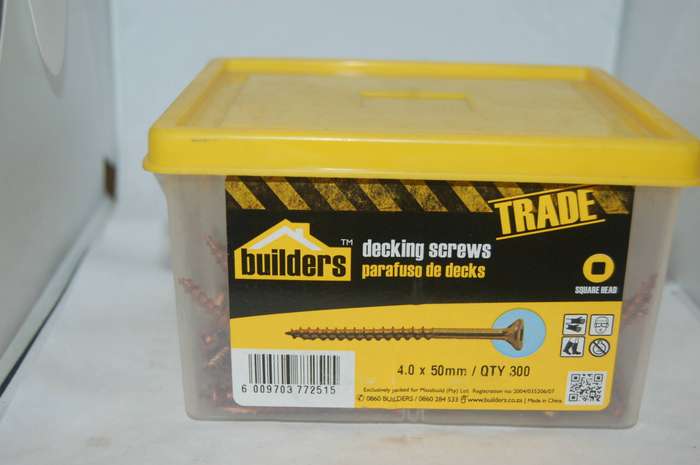 TRADE
builders™
decking screws
parafuso de decks
SQUARE HEAD
4.0 x 50mm / QTY 300
6 009703 772515
Exclusively packed for Massbuild (Pty) Ltd. Registration no: 2004/035206/07
0860 BUILDERS / 0860 284 533 www.builders.co.za | Made in China.